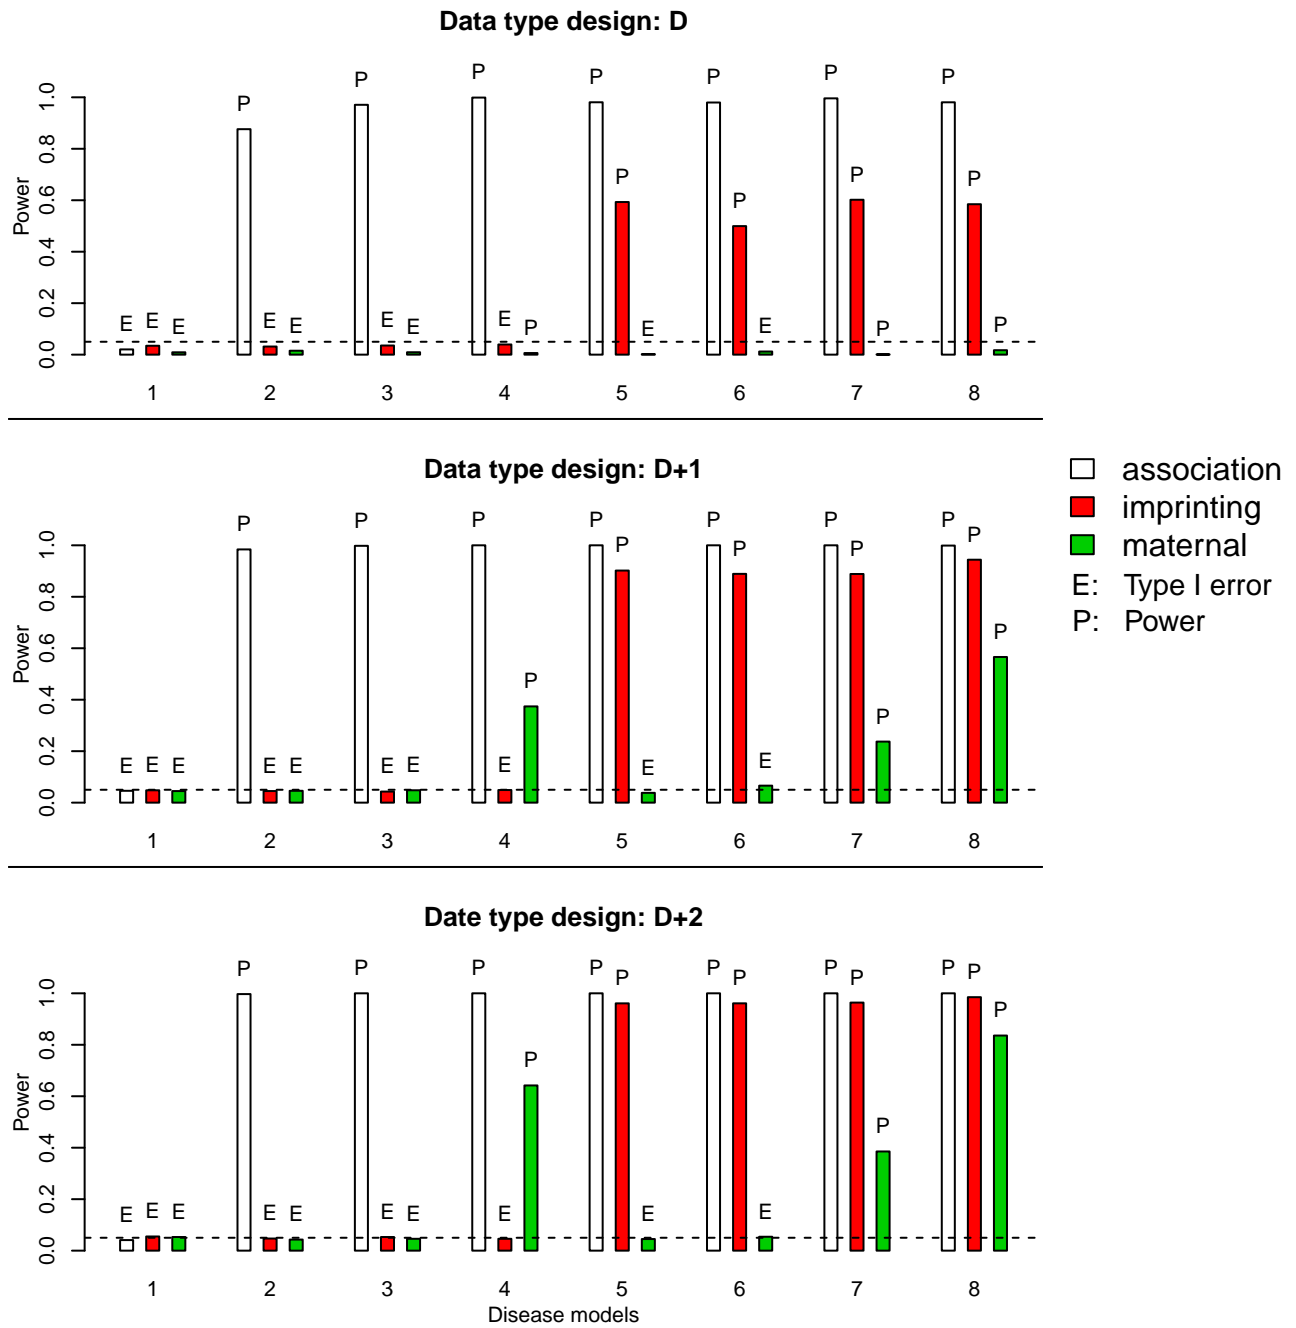 Data type design: D
Power
0.0 0.2 0.4 0.6 0.8 1.0
E E E P E E P E E P E P P P E P P E P P P P P P
1 2 3 4 5 6 7 8
Data type design: D+1
Power
0.0 0.2 0.4 0.6 0.8 1.0
E E E P E E P E E P E P P P E P P E P P P P P P
1 2 3 4 5 6 7 8
association
imprinting
maternal
E: Type I error
P: Power
Date type design: D+2
Power
0.0 0.2 0.4 0.6 0.8 1.0
E E E P E E P E E P E P P P E P P E P P P P P P
1 2 3 4 5 6 7 8
Disease models